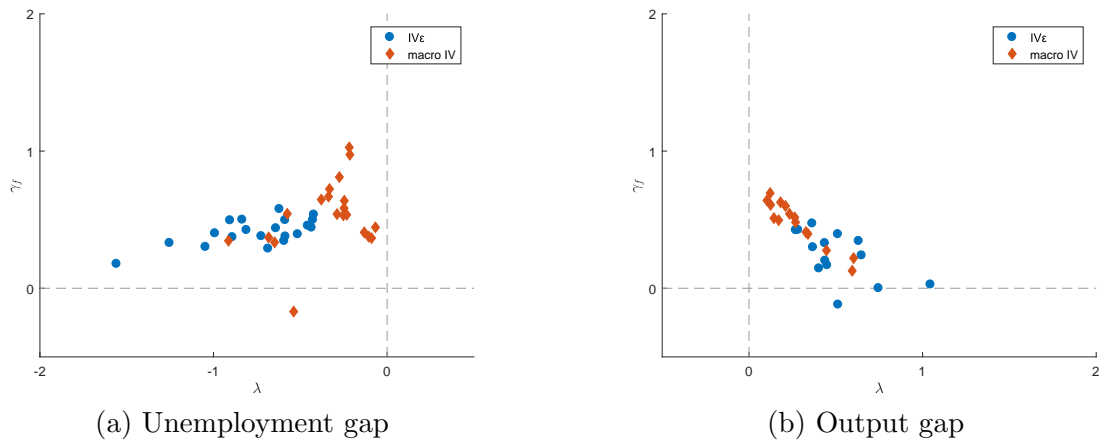 2
1
0
-2
-1
0
γf
λ
IVε
macro IV
(a) Unemployment gap
2
1
0
0
1
2
γf
λ
IVε
macro IV
(b) Output gap